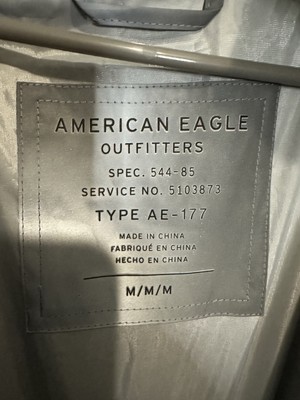 AMERICAN EAGLE
OUTFITTERS
SPEC. 544-85
SERVICE NO. 5103873
TYPE AE-177
MADE IN CHINA
FABRIQUÉ EN CHINA
HECHO EN CHINA
M/M/M